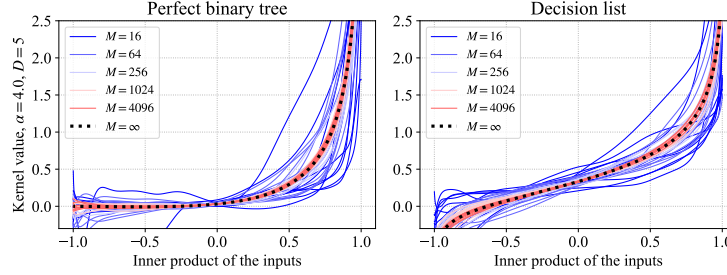 Perfect binary tree
Decision list
Kernel value, α = 4.0, D = 5
2.5
2.0
1.5
1.0
0.5
0.0
M = 16
M = 64
M = 256
M = 1024
M = 4096
M = ∞
−1.0 −0.5 0.0 0.5 1.0
Inner product of the inputs
2.5
2.0
1.5
1.0
0.5
0.0
M = 16
M = 64
M = 256
M = 1024
M = 4096
M = ∞
−1.0 −0.5 0.0 0.5 1.0
Inner product of the inputs